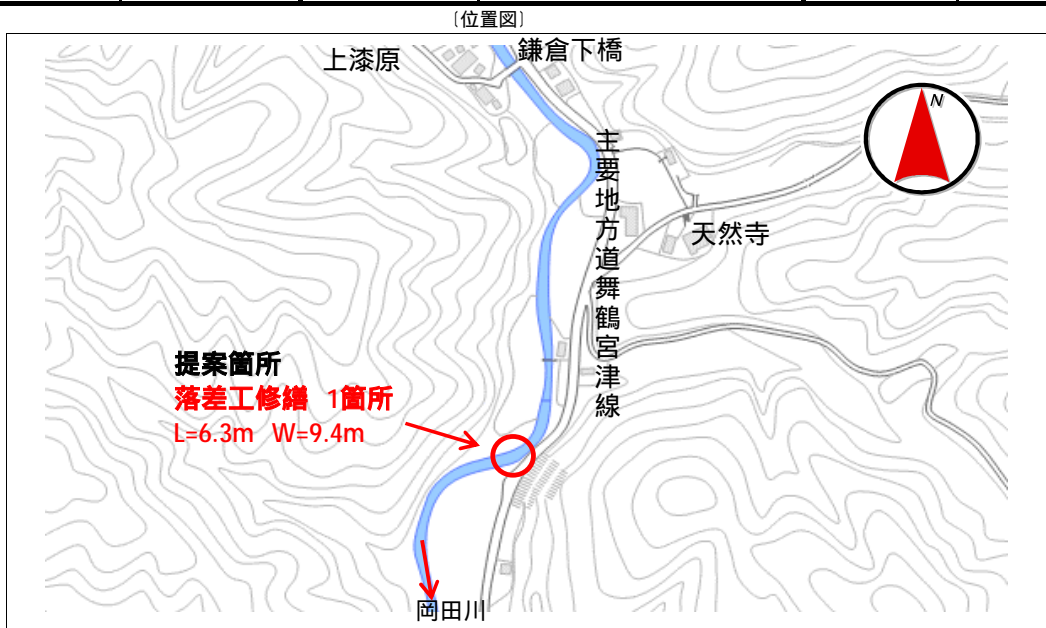 ［位置図］
上漆原
鎌倉下橋
N
主要地方道舞鶴宮津線
天然寺
提案箇所
落差工修繕 1箇所
L=6.3m W=9.4m
岡田川